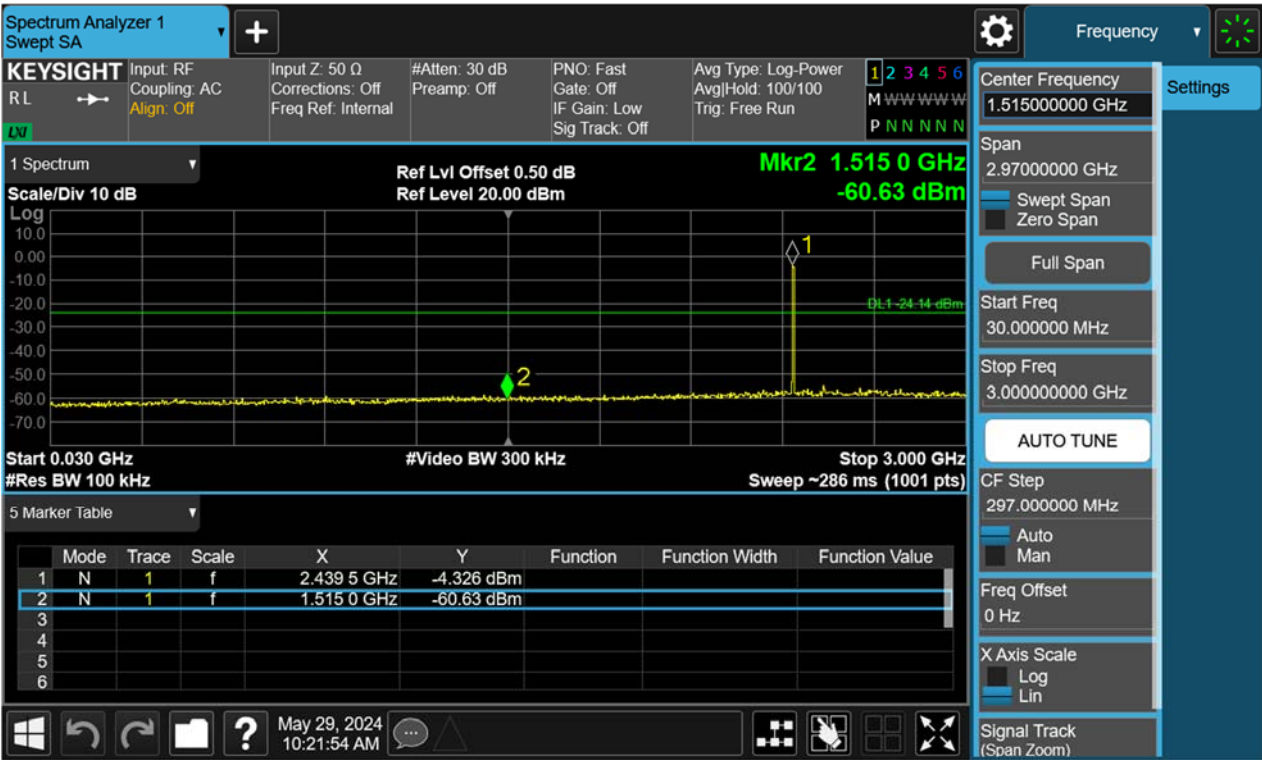 Spectrum Analyzer 1
Swept SA
+
Frequency
KEYSIGHT
R L
LXI
Input: RF
Coupling: AC
Align: Off
Input Z: 50 Ω
Corrections: Off
Freq Ref: Internal
#Atten: 30 dB
Preamp: Off
PNO: Fast
Gate: Off
IF Gain: Low
Sig Track: Off
Avg Type: Log-Power
Avg|Hold: 100/100
Trig: Free Run
1 2 3 4 5 6
M W W W W W
P N N N N N
1 Spectrum
Scale/Div 10 dB
Ref Lvl Offset 0.50 dB
Ref Level 20.00 dBm
Mkr2 1.515 0 GHz
-60.63 dBm
Log
10.0
0.00
-10.0
-20.0
-30.0
-40.0
-50.0
-60.0
-70.0
1
DL1 -24.14 dBm
2
Start 0.030 GHz
#Video BW 300 kHz
Stop 3.000 GHz
#Res BW 100 kHz
Sweep ~286 ms (1001 pts)
5 Marker Table
Mode Trace Scale X Y Function Function Width Function Value
1 N 1 f 2.439 5 GHz -4.326 dBm
2 N 1 f 1.515 0 GHz -60.63 dBm
3
4
5
6
?
May 29, 2024
10:21:54 AM
Center Frequency
1.515000000 GHz
Span
2.97000000 GHz
Swept Span
Zero Span
Full Span
Start Freq
30.000000 MHz
Stop Freq
3.000000000 GHz
AUTO TUNE
CF Step
297.000000 MHz
Auto
Man
Freq Offset
0 Hz
X Axis Scale
Log
Lin
Signal Track
(Span Zoom)
Settings